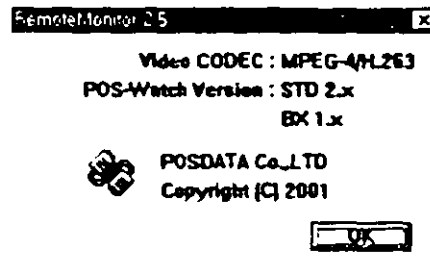 RemoteMonitor 2.5
Video CODEC : MPEG-4/H.263
POS-Watch Version : STD 2.x
BX 1.x
POSDATA Co.,LTD
Copyright (C) 2001
OK